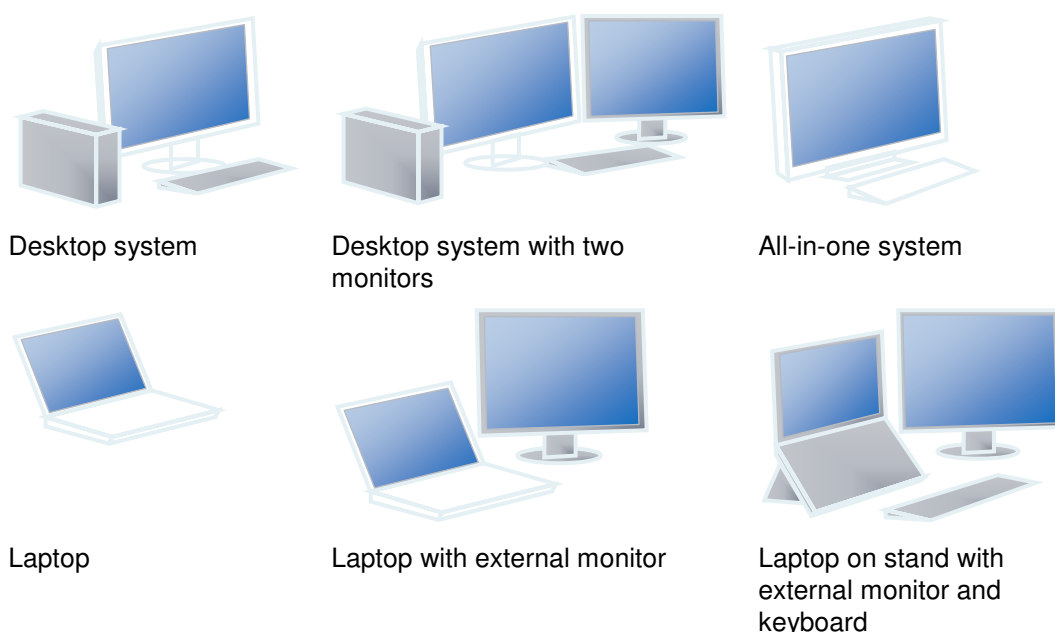 Desktop system
Desktop system with two
monitors
All-in-one system
Laptop
Laptop with external monitor
Laptop on stand with
external monitor and
keyboard